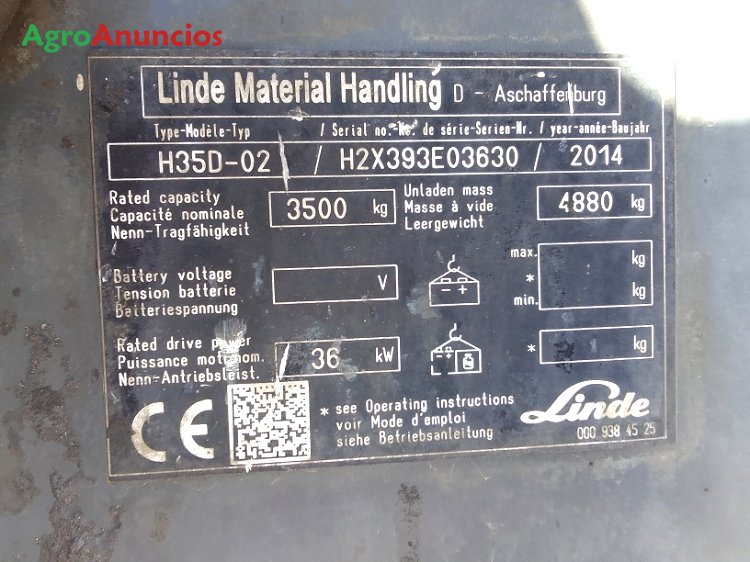 AgroAnuncios
Linde Material Handling D - Aschaffenburg
Type-Modèle-Typ / Serial no.-No. de série-Serien-Nr. / year-année-Baujahr
H35D-02 / H2X393E03630 / 2014
Rated capacity
Capacité nominale
Nenn-Tragfähigkeit
3500 kg
Unladen mass
Masse à vide
Leergewicht
4880 kg
Battery voltage
Tension batterie
Batteriespannung
V
- +
max.
*
min.
kg
kg
Rated drive power
Puissance mot.nom.
Nenn-Antriebsleist.
36 kW
- +
* kg
CE
* see Operating instructions
voir Mode d'emploi
siehe Betriebsanleitung
Linde
000 938 45 25